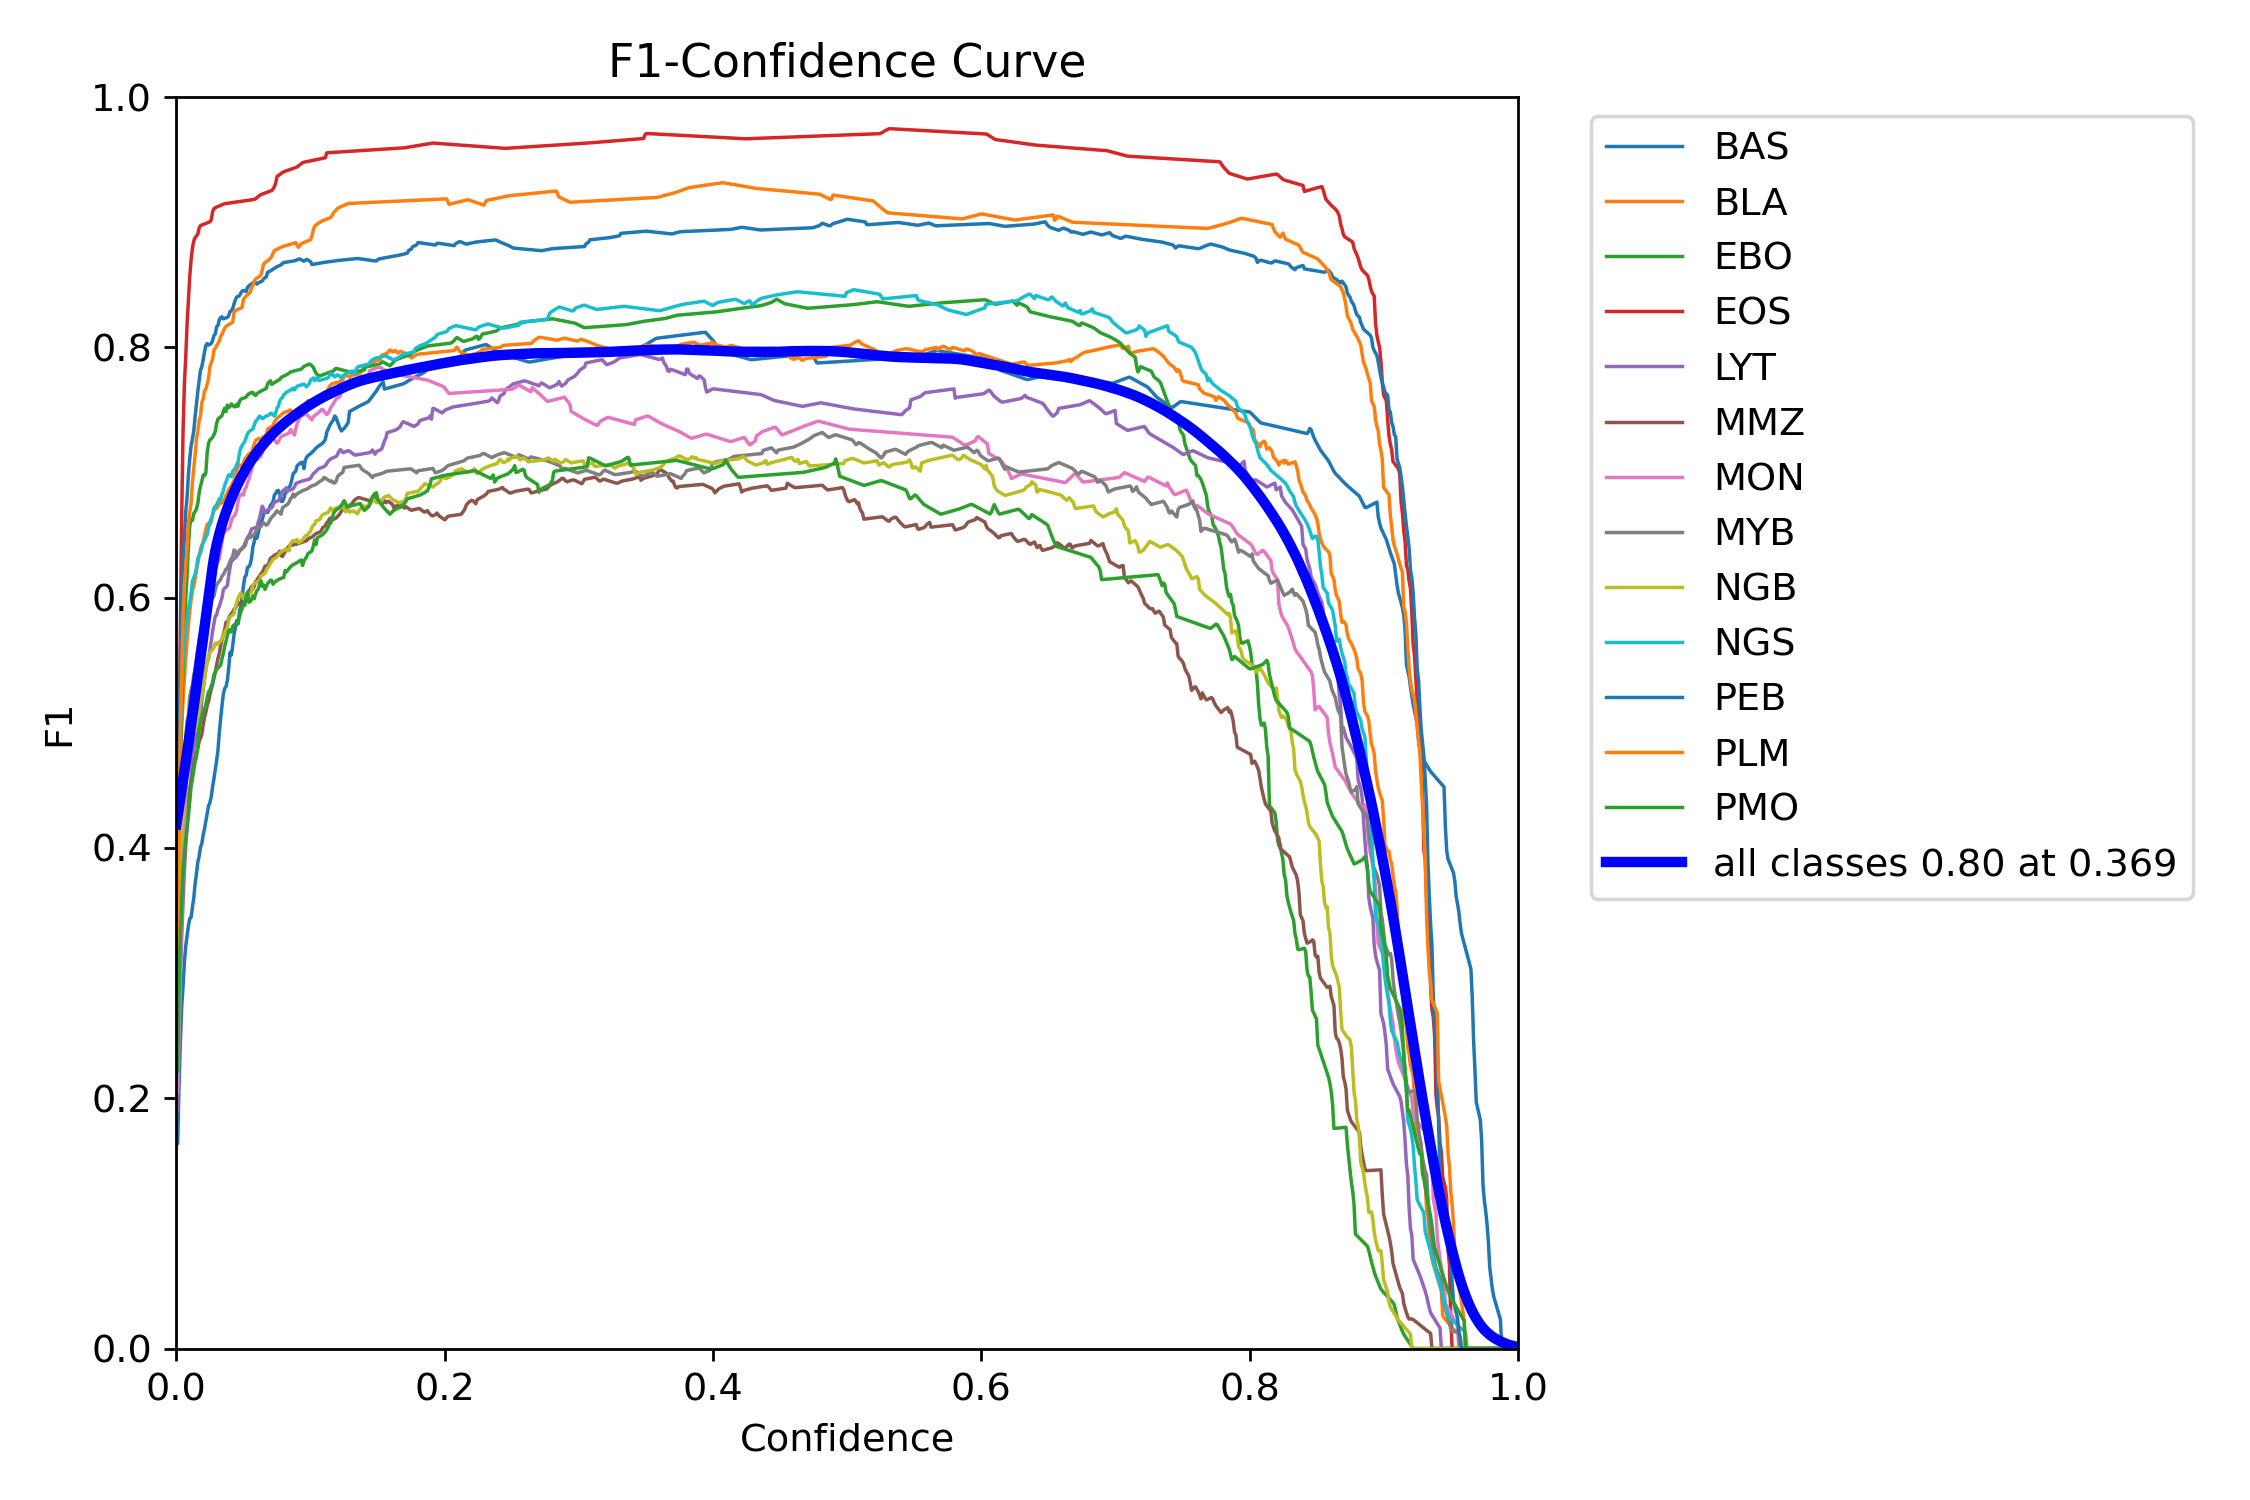 F1-Confidence Curve
1.0
0.8
0.6
0.4
0.2
0.0
F1
0.0 0.2 0.4 0.6 0.8 1.0
Confidence
BAS
BLA
EBO
EOS
LYT
MMZ
MON
MYB
NGB
NGS
PEB
PLM
PMO
all classes 0.80 at 0.369